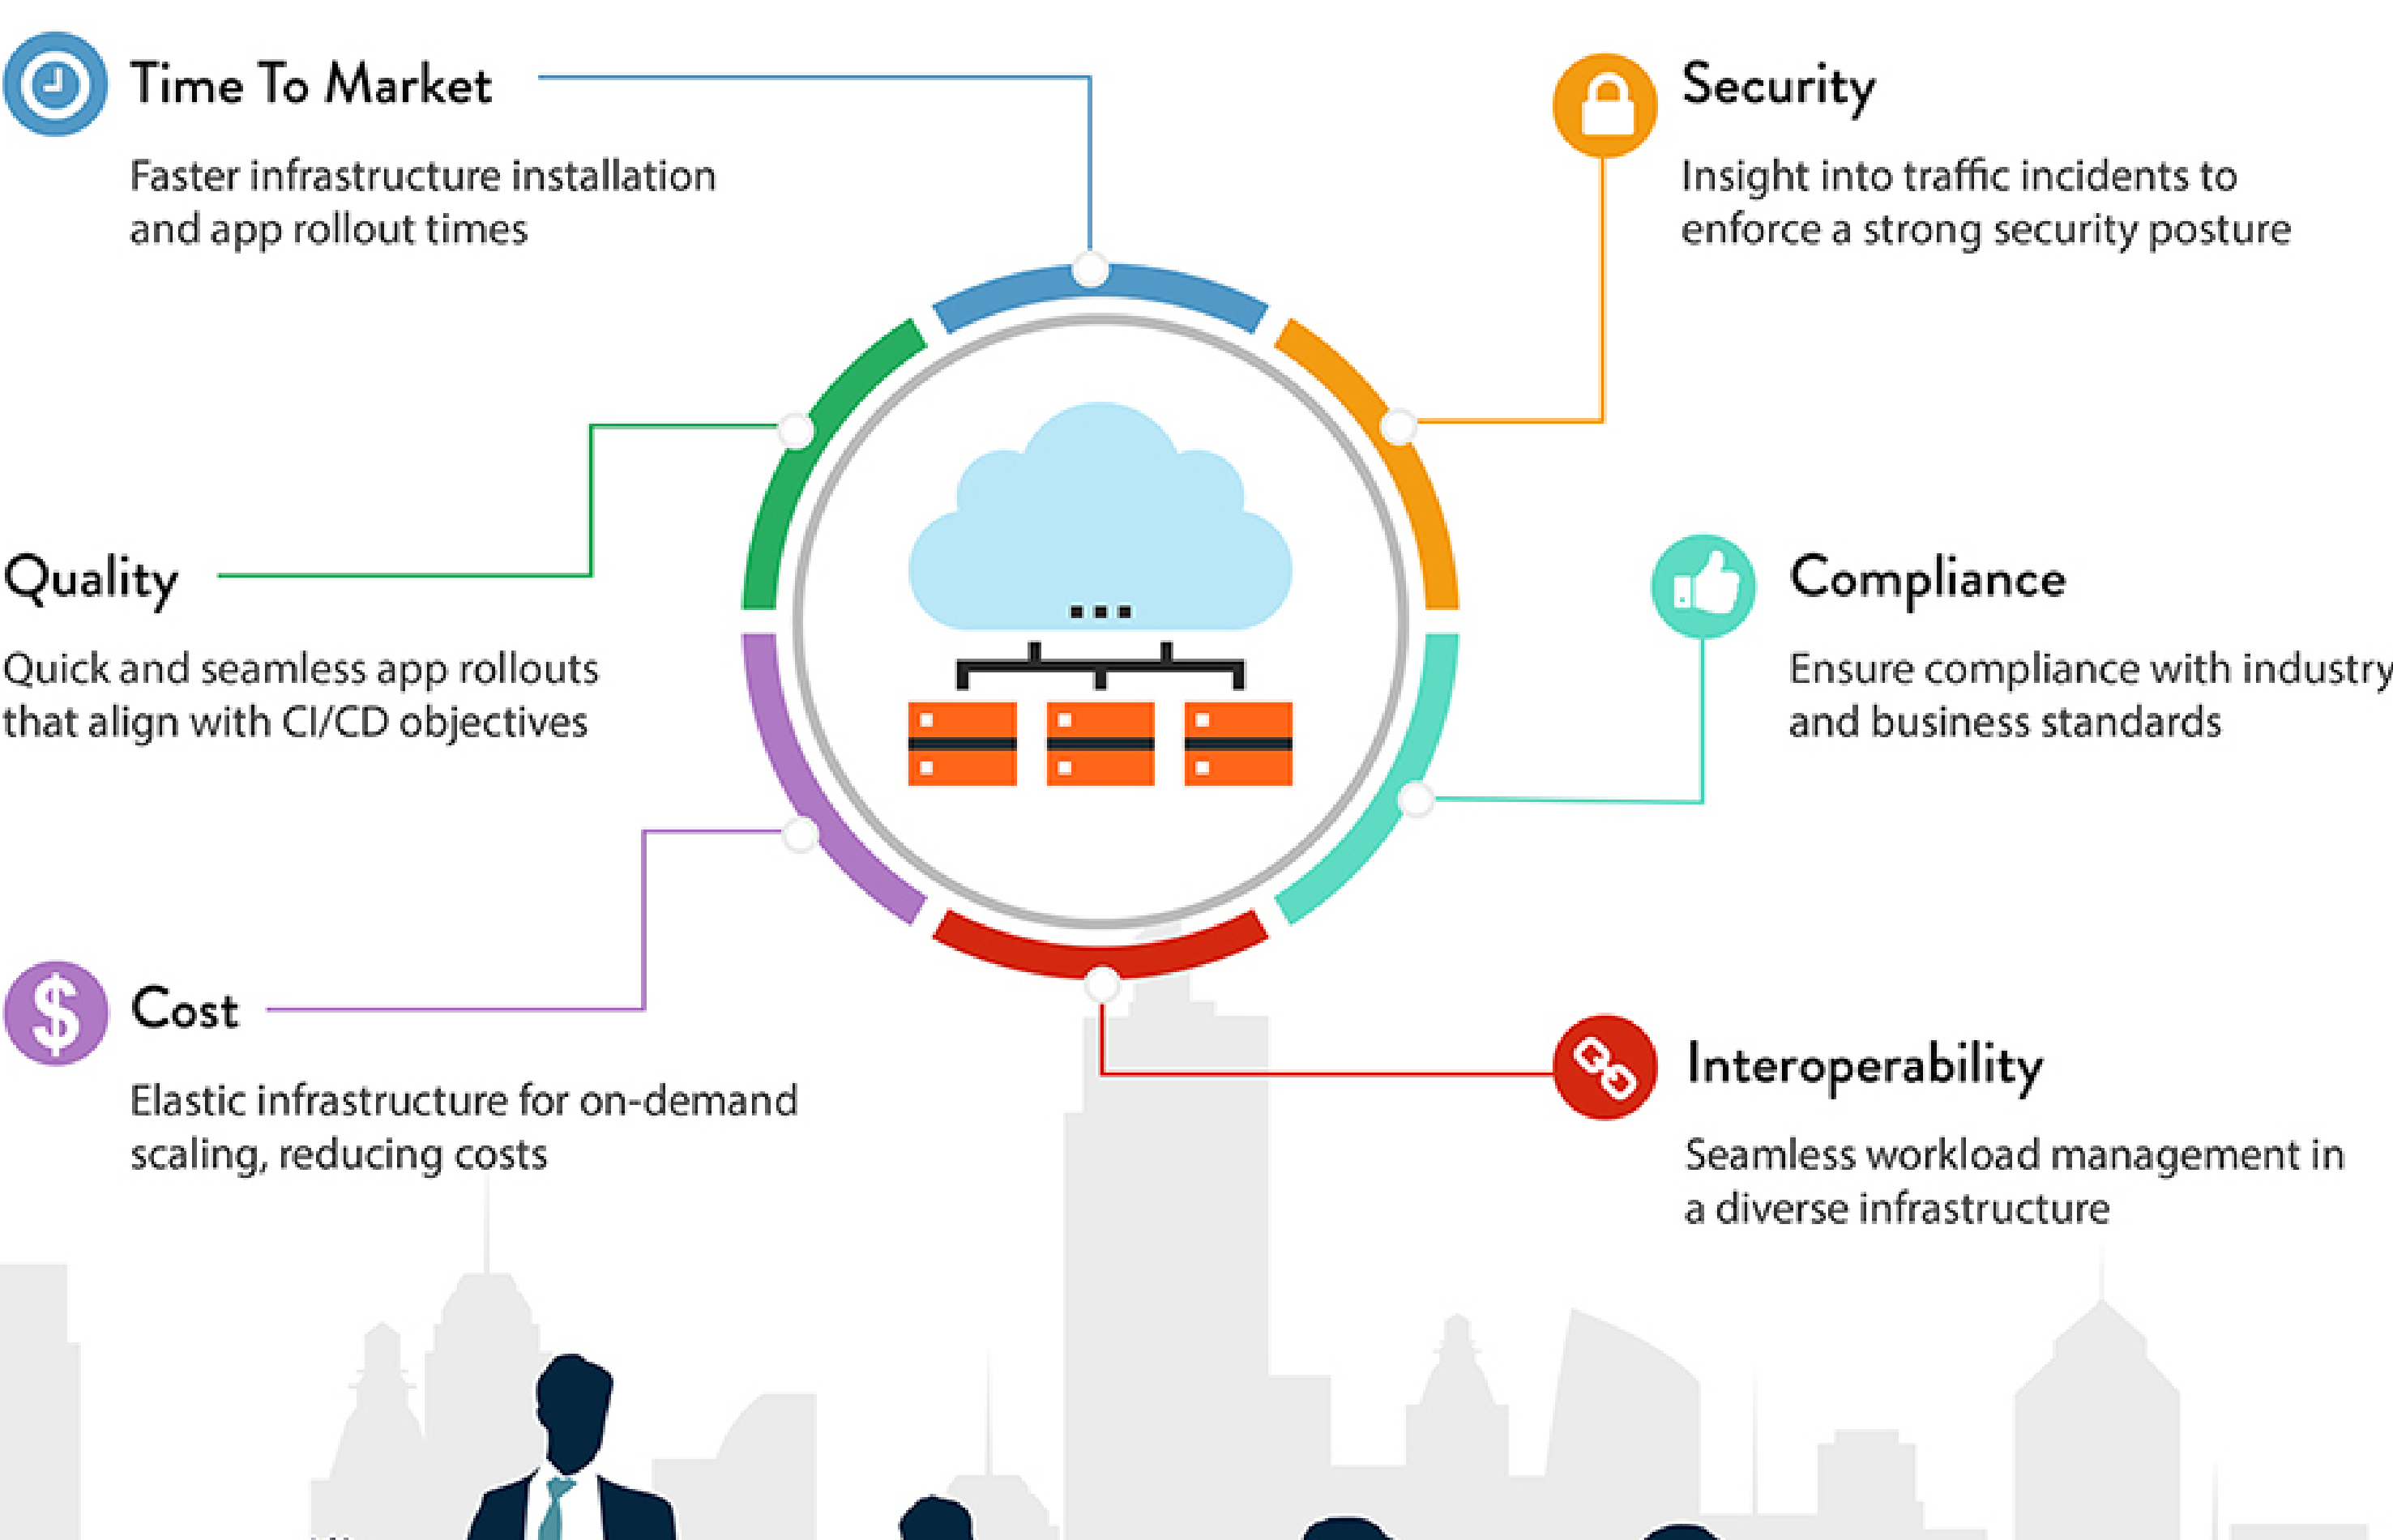 Time To Market
Faster infrastructure installation
and app rollout times
Security
Insight into traffic incidents to
enforce a strong security posture
Quality
Quick and seamless app rollouts
that align with CI/CD objectives
Compliance
Ensure compliance with industry
and business standards
Cost
Elastic infrastructure for on-demand
scaling, reducing costs
Interoperability
Seamless workload management in
a diverse infrastructure